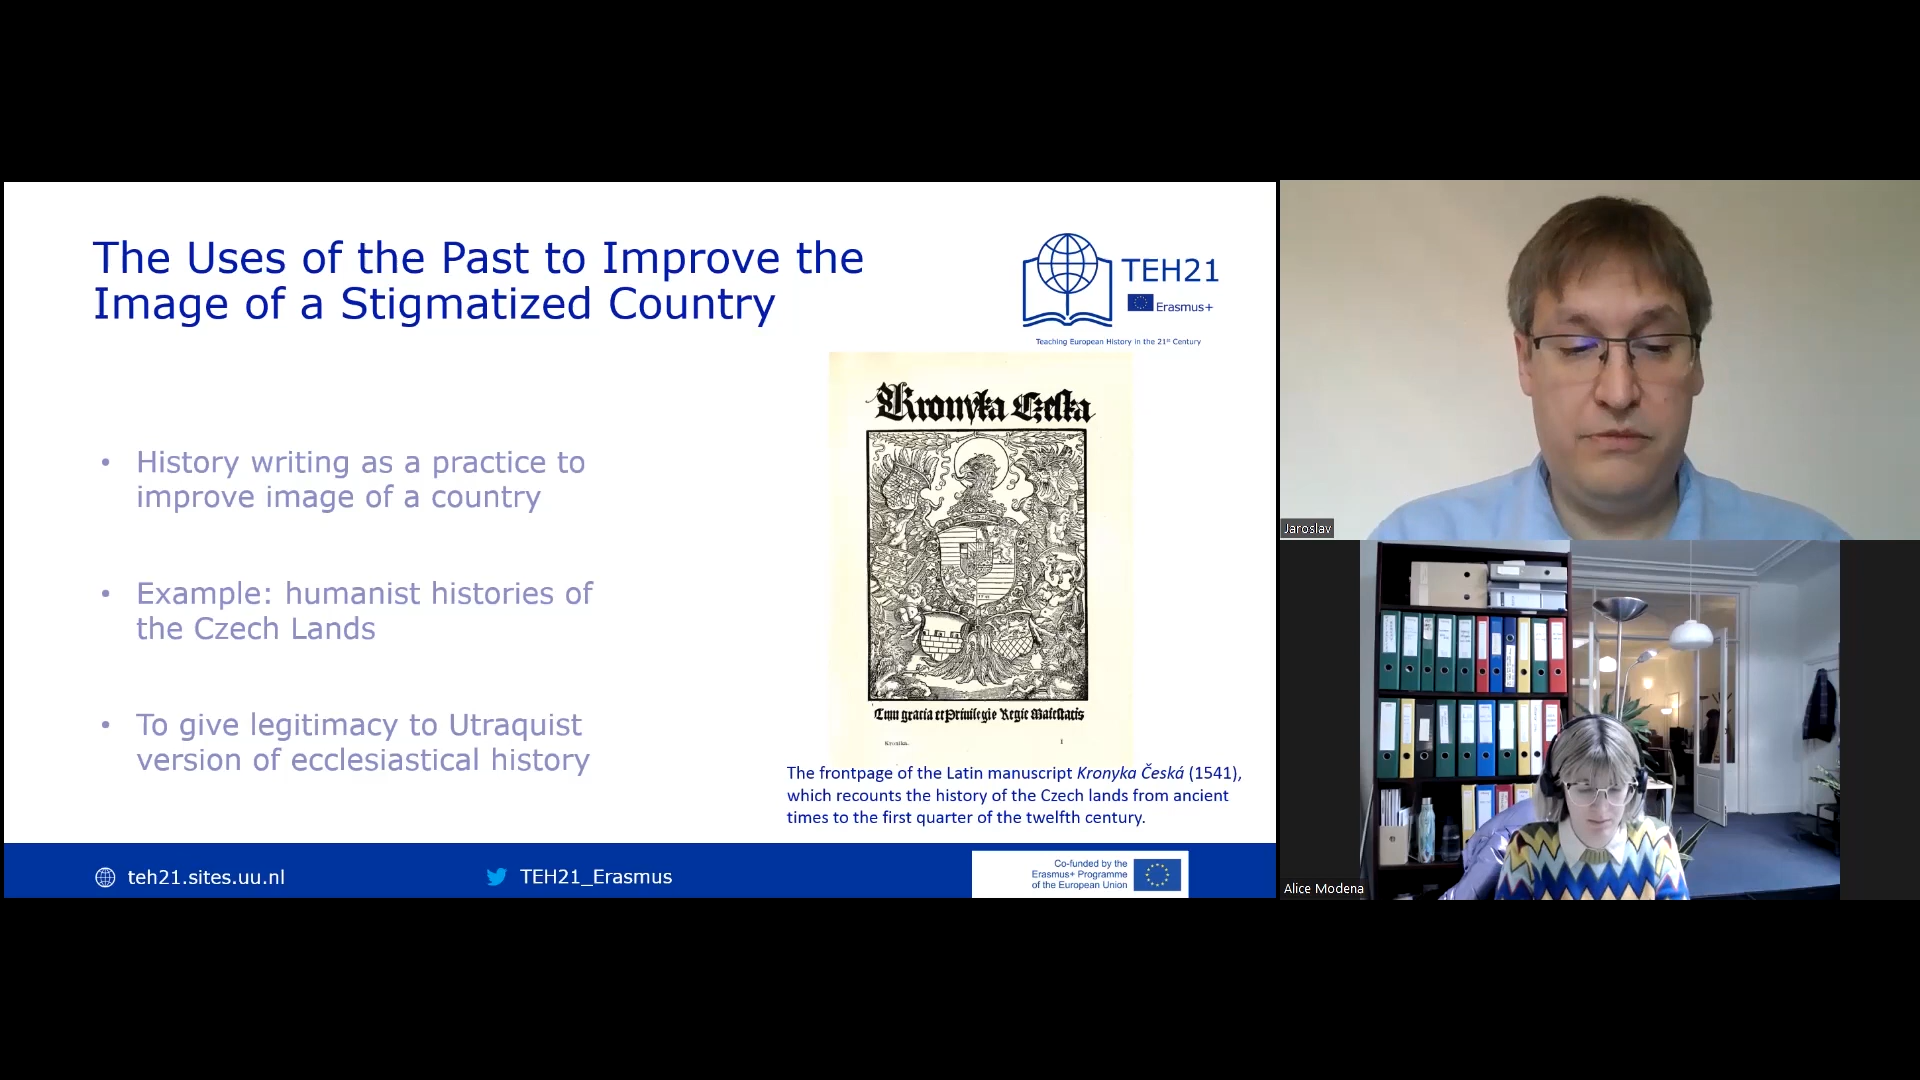 The Uses of the Past to Improve the
Image of a Stigmatized Country
TEH21
Erasmus+
Teaching European History in the 21st Century
• History writing as a practice to
improve image of a country
• Example: humanist histories of
the Czech Lands
• To give legitimacy to Utraquist
version of ecclesiastical history
Kronyka Czeska
Cum gracia et Priuilegio Regie Maiestatis
Kronika.
1
The frontpage of the Latin manuscript Kronyka Česká (1541),
which recounts the history of the Czech lands from ancient
times to the first quarter of the twelfth century.
teh21.sites.uu.nl
TEH21_Erasmus
Co-funded by the
Erasmus+ Programme
of the European Union
Jaroslav
Alice Modena